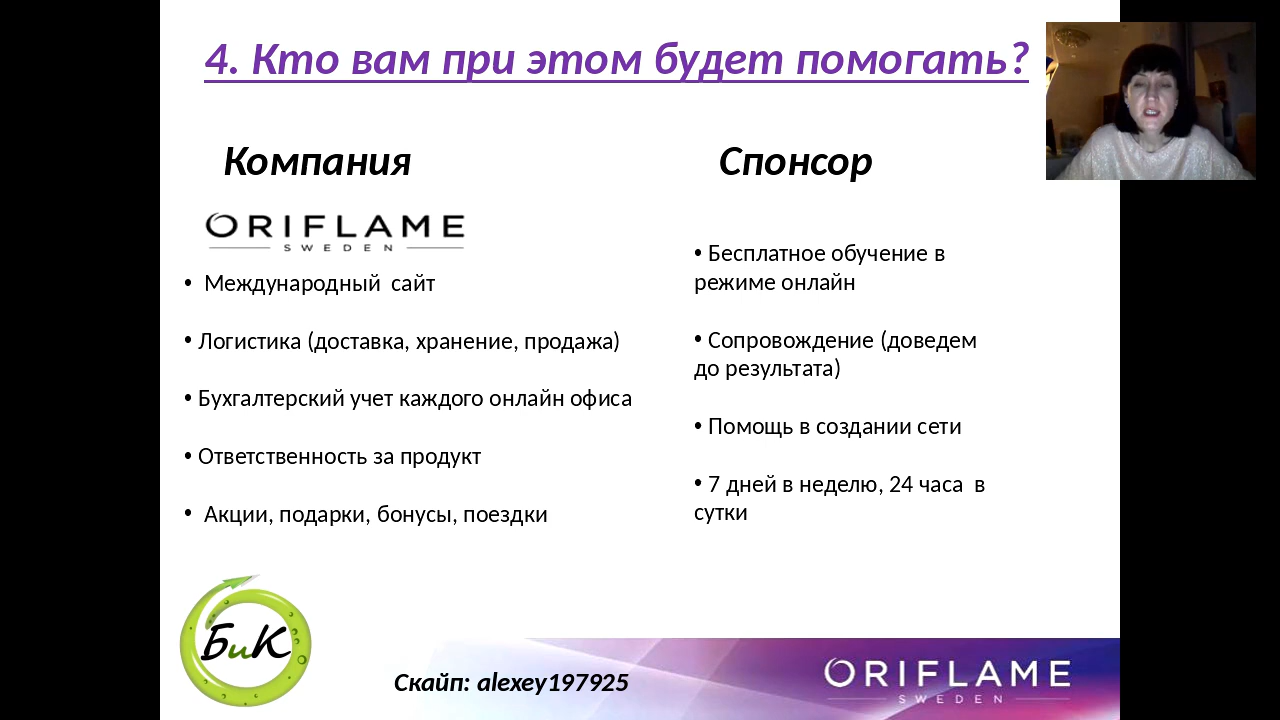 4. Кто вам при этом будет помогать?
Компания
ORIFLAME
SWEDEN
• Международный сайт
• Логистика (доставка, хранение, продажа)
• Бухгалтерский учет каждого онлайн офиса
• Ответственность за продукт
• Акции, подарки, бонусы, поездки
Спонсор
• Бесплатное обучение в
режиме онлайн
• Сопровождение (доведем
до результата)
• Помощь в создании сети
• 7 дней в неделю, 24 часа в
сутки
БиК
Скайп: alexey197925
ORIFLAME
SWEDEN